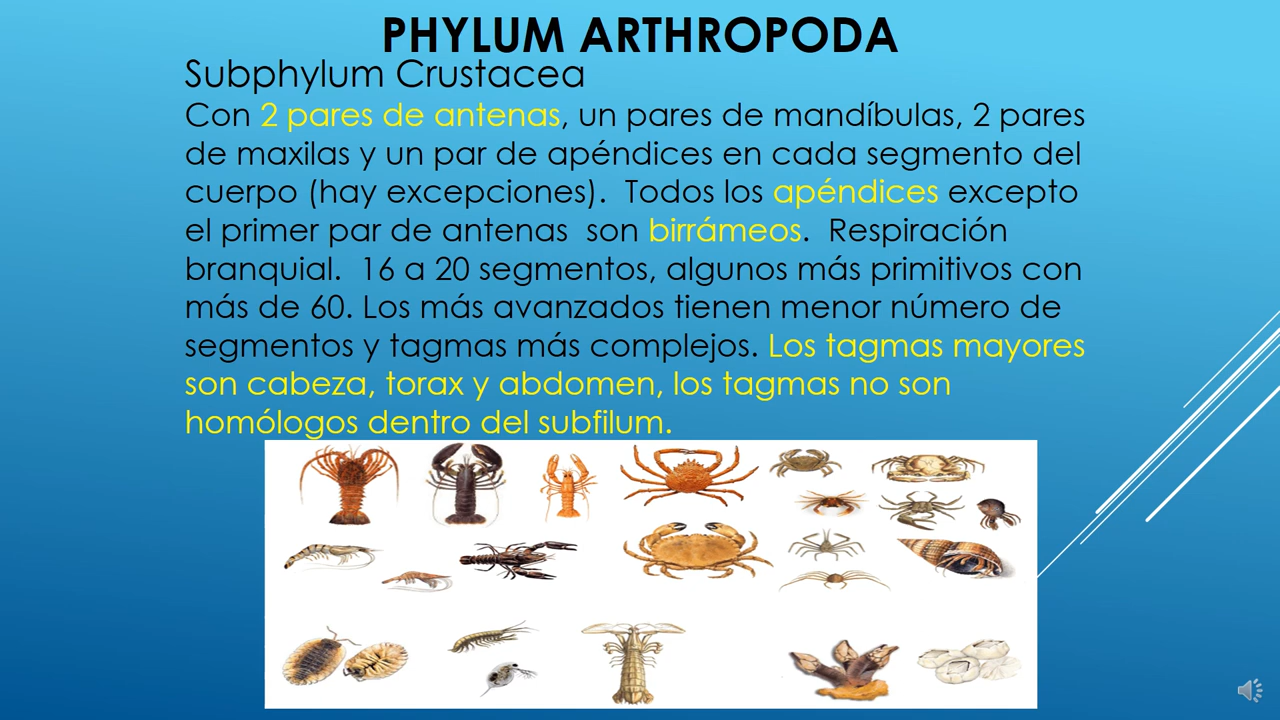 PHYLUM ARTHROPODA
Subphylum Crustacea
Con 2 pares de antenas, un pares de mandíbulas, 2 pares
de maxilas y un par de apéndices en cada segmento del
cuerpo (hay excepciones).  Todos los apéndices excepto
el primer par de antenas  son birrámeos.  Respiración
branquial.  16 a 20 segmentos, algunos más primitivos con
más de 60. Los más avanzados tienen menor número de
segmentos y tagmas más complejos. Los tagmas mayores
son cabeza, torax y abdomen, los tagmas no son
homólogos dentro del subfilum.